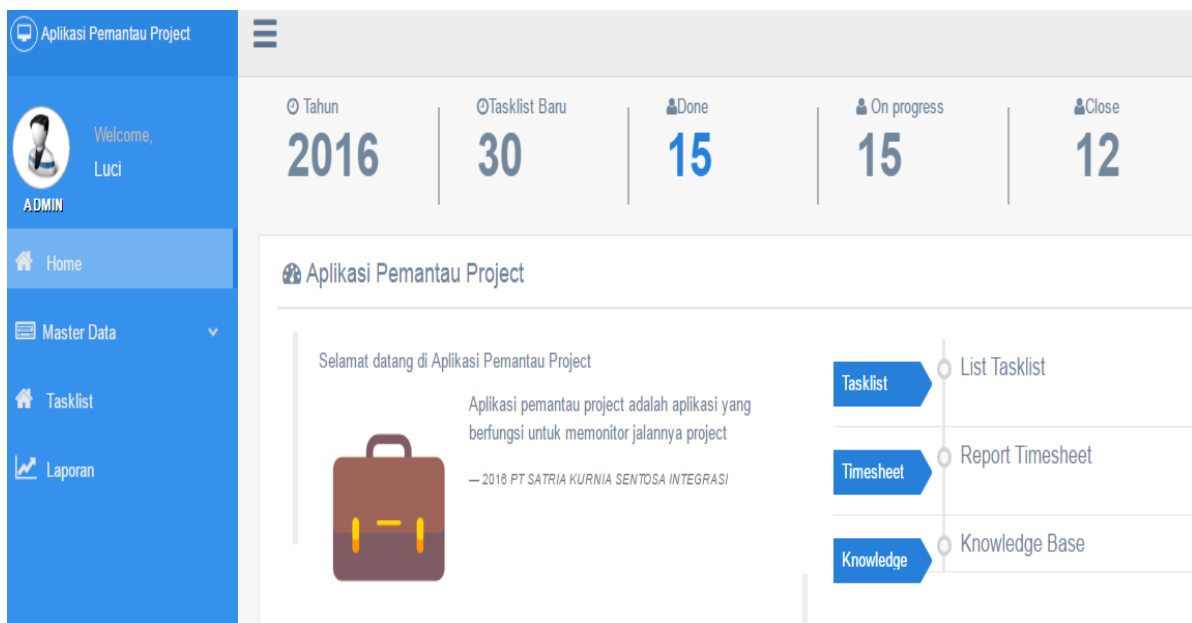 Aplikasi Pemantau Project
Welcome,
Luci
ADMIN
Home
Master Data
Tasklist
Laporan
Tahun
2016
Tasklist Baru
30
Done
15
On progress
15
Close
12
Aplikasi Pemantau Project
Selamat datang di Aplikasi Pemantau Project
Aplikasi pemantau project adalah aplikasi yang
berfungsi untuk memonitor jalannya project
— 2016 PT SATRIA KURNIA SENTOSA INTEGRASI
Tasklist
List Tasklist
Timesheet
Report Timesheet
Knowledge
Knowledge Base